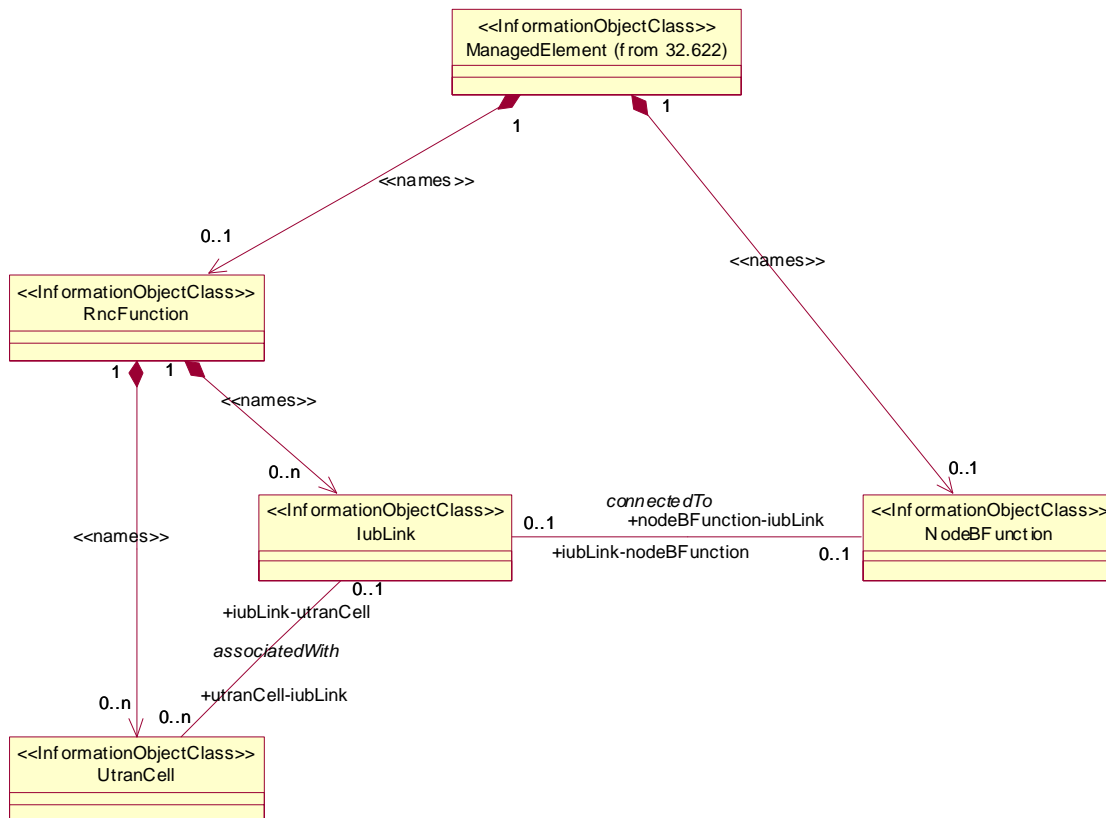 <<InformationObjectClass>>
ManagedElement (from 32.622)
1
1
<<names>>
0..1
<<names>>
<<InformationObjectClass>>
RncFunction
1
1
<<names>>
0..n
0..1
<<InformationObjectClass>>
IubLink
connectedTo
0..1
+nodeBFunction-iubLink
+iubLink-nodeBFunction
0..1
<<InformationObjectClass>>
NodeBFunction
<<names>>
0..1
+iubLink-utranCell
associatedWith
+utranCell-iubLink
0..n
0..n
<<InformationObjectClass>>
UtranCell